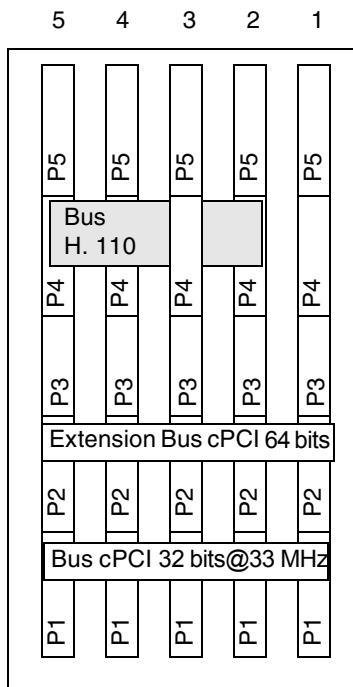 5 4 3 2 1
P5 P5 P5 P5 P5
Bus
H. 110
P4 P4 P4 P4 P4
P3 P3 P3 P3 P3
Extension Bus cPCI 64 bits
P2 P2 P2 P2 P2
Bus cPCI 32 bits@33 MHz
P1 P1 P1 P1 P1